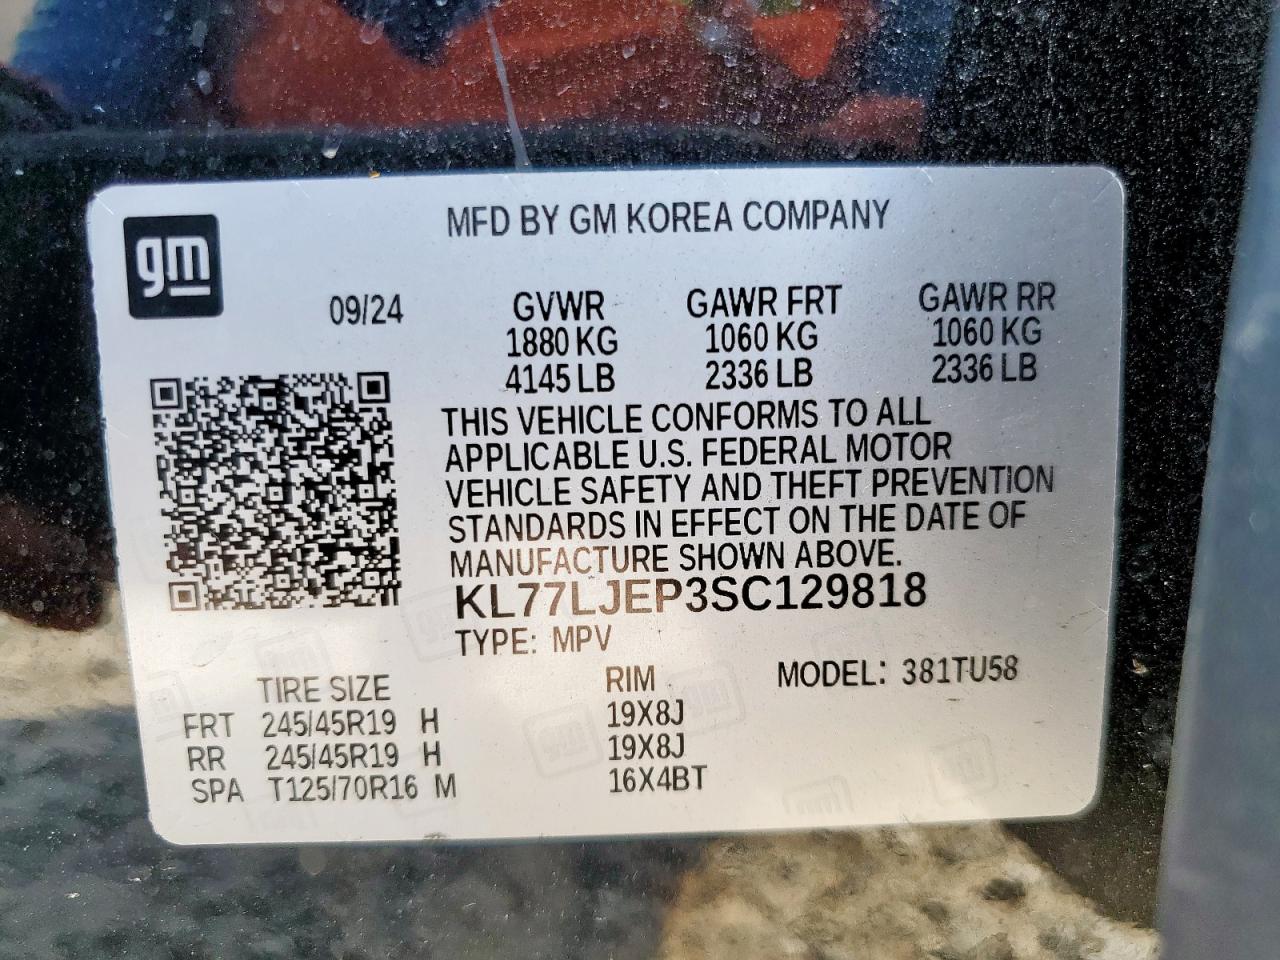 gm
MFD BY GM KOREA COMPANY
09/24 GVWR GAWR FRT GAWR RR
1880 KG 1060 KG 1060 KG
4145 LB 2336 LB 2336 LB
THIS VEHICLE CONFORMS TO ALL
APPLICABLE U.S. FEDERAL MOTOR
VEHICLE SAFETY AND THEFT PREVENTION
STANDARDS IN EFFECT ON THE DATE OF
MANUFACTURE SHOWN ABOVE.
KL77LJEP3SC129818
TYPE: MPV
TIRE SIZE RIM MODEL: 381TU58
FRT 245/45R19 H 19X8J
RR 245/45R19 H 19X8J
SPA T125/70R16 M 16X4BT